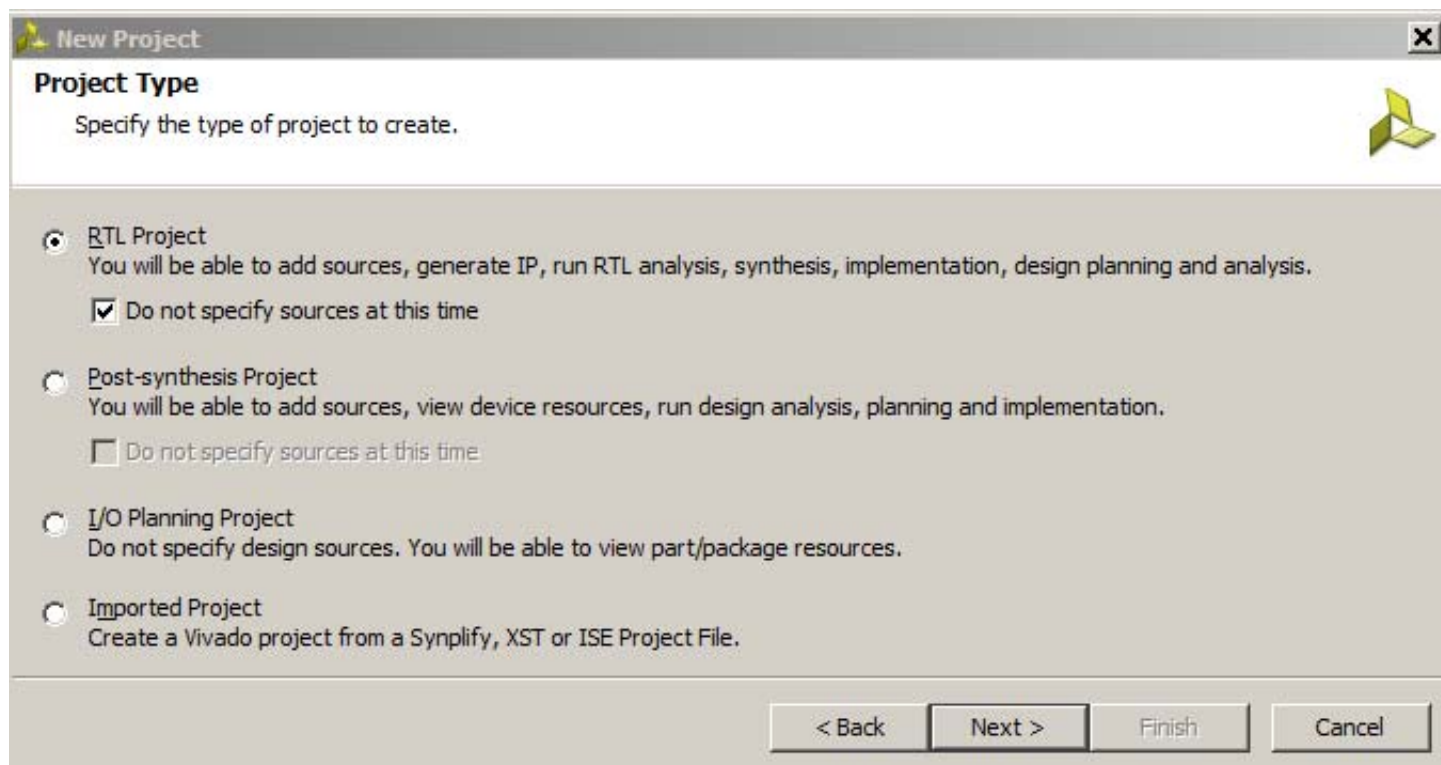 New Project
Project Type
Specify the type of project to create.
RTL Project
You will be able to add sources, generate IP, run RTL analysis, synthesis, implementation, design planning and analysis.
Do not specify sources at this time
Post-synthesis Project
You will be able to add sources, view device resources, run design analysis, planning and implementation.
Do not specify sources at this time
I/O Planning Project
Do not specify design sources. You will be able to view part/package resources.
Imported Project
Create a Vivado project from a Synplify, XST or ISE Project File.
< Back Next > Finish Cancel